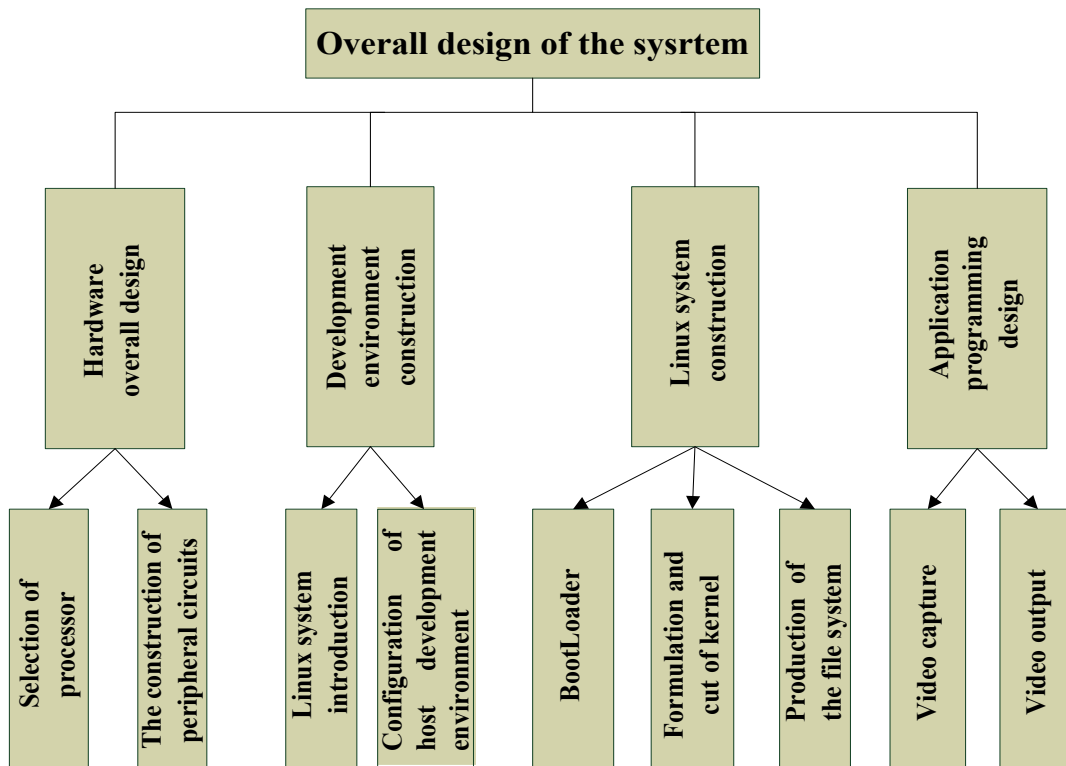 Overall design of the sysrtem
Hardware
overall design
Development
environment
construction
Linux system
construction
Application
programming
design
Selection of
processor
The construction of
peripheral circuits
Linux system
introduction
Configuration of
host development
environment
BootLoader
Formulation and
cut of kernel
Production of
the file system
Video capture
Video output